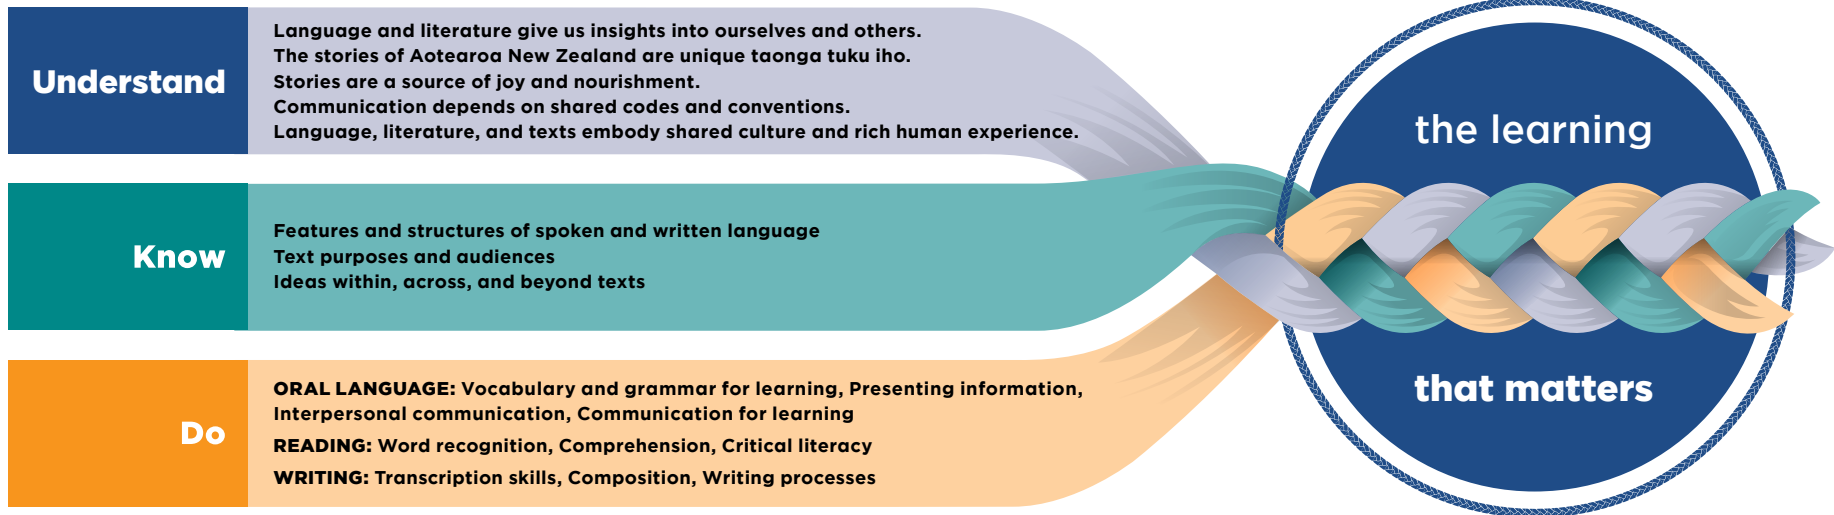 Understand
Language and literature give us insights into ourselves and others.
The stories of Aotearoa New Zealand are unique taonga tuku iho.
Stories are a source of joy and nourishment.
Communication depends on shared codes and conventions.
Language, literature, and texts embody shared culture and rich human experience.
Know
Features and structures of spoken and written language
Text purposes and audiences
Ideas within, across, and beyond texts
Do
ORAL LANGUAGE: Vocabulary and grammar for learning, Presenting information,
Interpersonal communication, Communication for learning
READING: Word recognition, Comprehension, Critical literacy
WRITING: Transcription skills, Composition, Writing processes
the learning
that matters